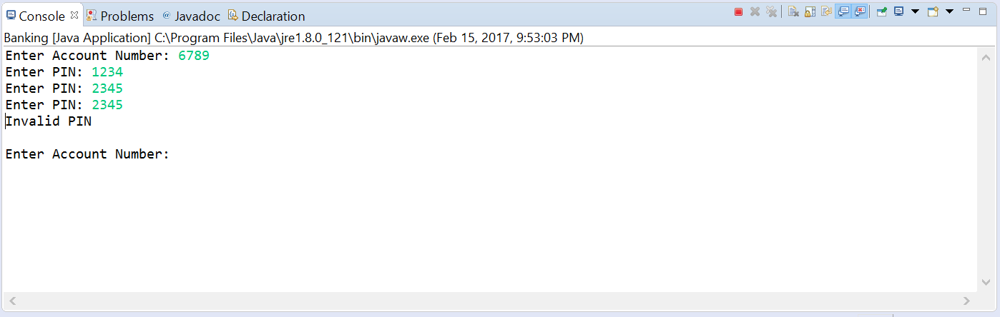 Console Problems @ Javadoc Declaration
Banking [Java Application] C:\Program Files\Java\jre1.8.0_121\bin\javaw.exe (Feb 15, 2017, 9:53:03 PM)
Enter Account Number: 6789
Enter PIN: 1234
Enter PIN: 2345
Enter PIN: 2345
Invalid PIN
Enter Account Number: